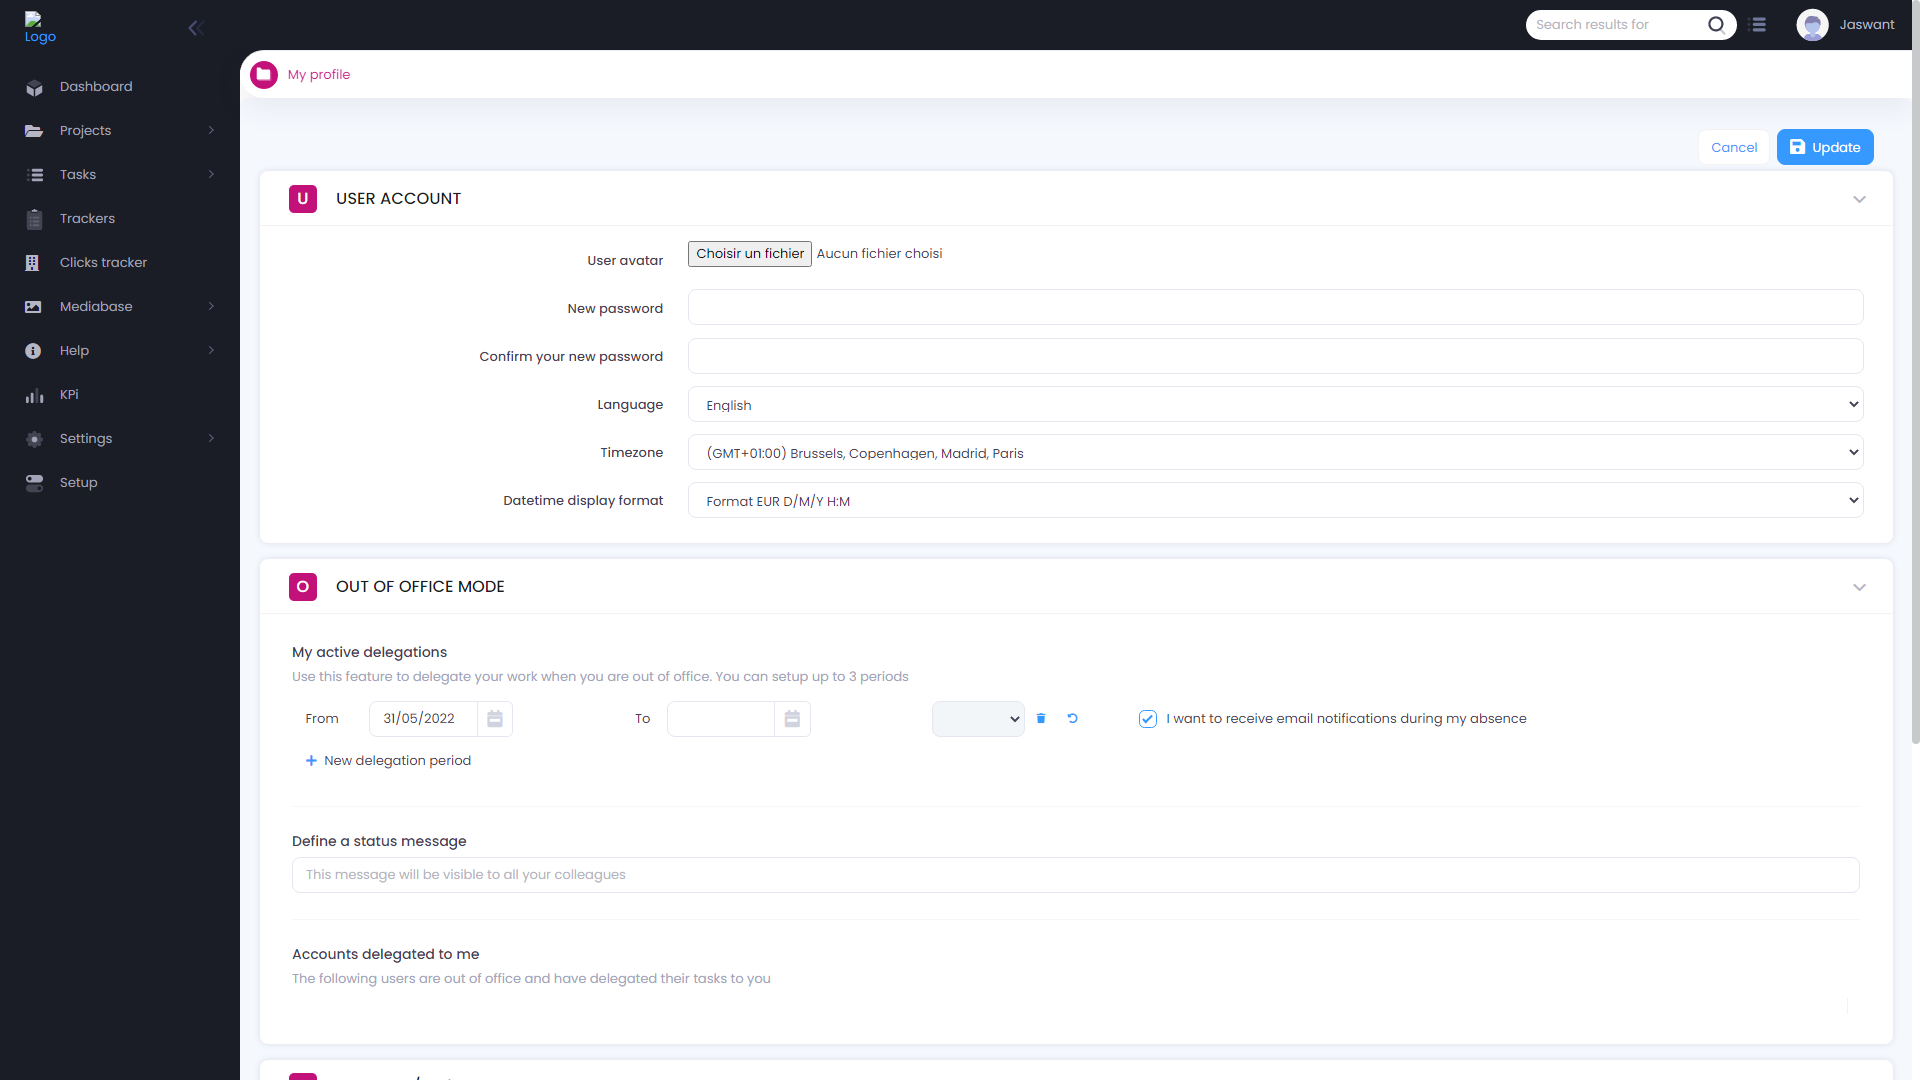 Logo
Search results for
Jaswant
Dashboard
Projects
Tasks
Trackers
Clicks tracker
Mediabase
Help
KPi
Settings
Setup
My profile
Cancel
Update
U USER ACCOUNT
User avatar Choisir un fichier Aucun fichier choisi
New password
Confirm your new password
Language English
Timezone (GMT+01:00) Brussels, Copenhagen, Madrid, Paris
Datetime display format Format EUR D/M/Y H:M
O OUT OF OFFICE MODE
My active delegations
Use this feature to delegate your work when you are out of office. You can setup up to 3 periods
From 31/05/2022 To I want to receive email notifications during my absence
+ New delegation period
Define a status message
This message will be visible to all your colleagues
Accounts delegated to me
The following users are out of office and have delegated their tasks to you